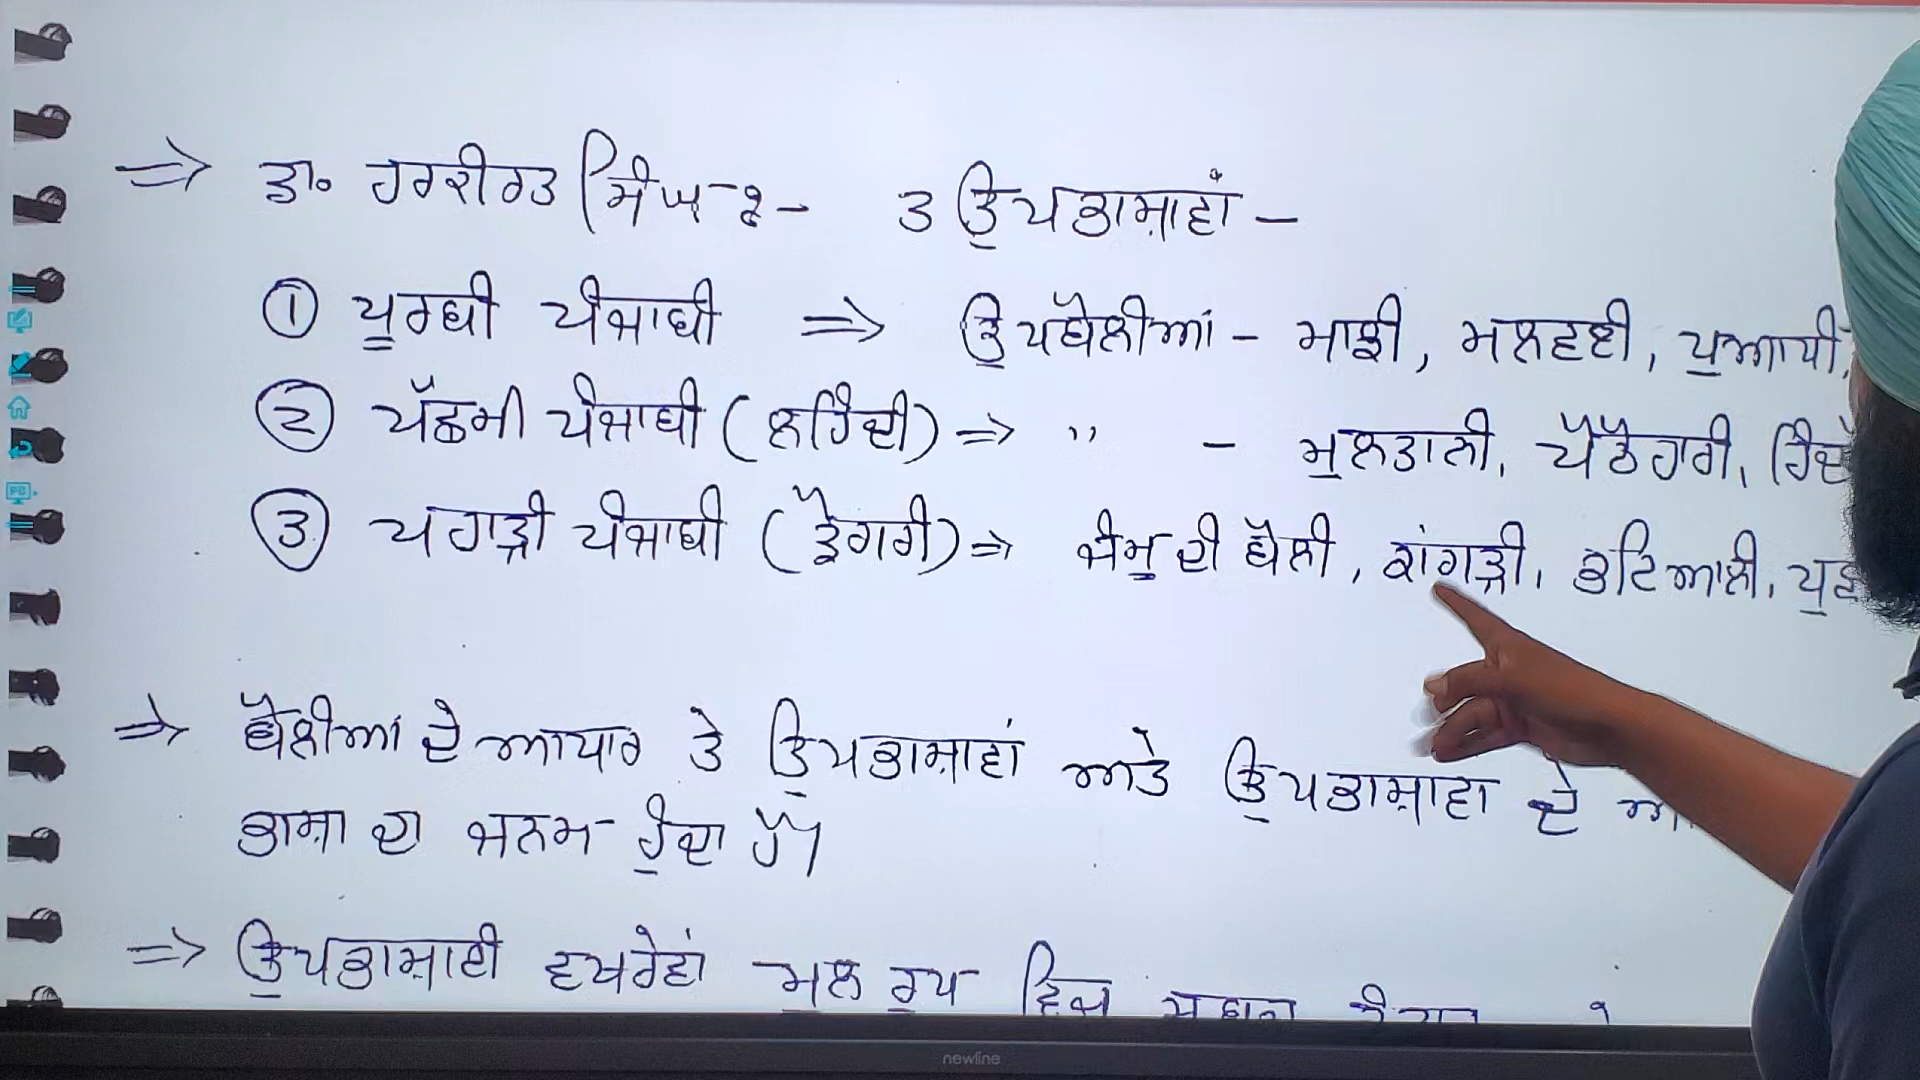 ⇒ ਡਾ. ਹਰਕੀਰਤ ਸਿੰਘ :- 3 ਉਪਭਾਸ਼ਾਵਾਂ -
① ਪੂਰਬੀ ਪੰਜਾਬੀ ⇒ ਉਪਬੋਲੀਆਂ - ਮਾਝੀ, ਮਲਵਈ, ਪੁਆਧੀ,
② ਪੱਛਮੀ ਪੰਜਾਬੀ (ਲਹਿੰਦੀ) ⇒ " - ਮੁਲਤਾਨੀ, ਪੋਠੋਹਾਰੀ,
③ ਪਹਾੜੀ ਪੰਜਾਬੀ (ਡੋਗਰੀ) ⇒ ਜੰਮੂ ਦੀ ਬੋਲੀ, ਕਾਂਗੜੀ, ਭਟਿਆਲੀ,
⇒ ਬੋਲੀਆਂ ਦੇ ਆਧਾਰ ਤੇ ਉਪਭਾਸ਼ਾਵਾਂ ਅਤੇ ਉਪਭਾਸ਼ਾਵਾ ਦੇ
ਭਾਸ਼ਾ ਦਾ ਜਨਮ ਹੁੰਦਾ ਹੈ।
⇒ ਉਪਭਾਸ਼ਾਈ ਵਖਰੇਵਾਂ ਮੂਲ ਰੂਪ ਵਿਚ
newline